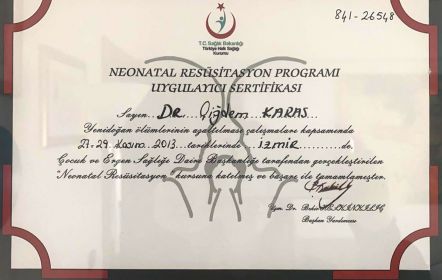 841-26548
T.C. Sağlık Bakanlığı
Türkiye Halk Sağlığı
Kurumu
NEONATAL RESÜSİTASYON PROGRAMI
UYGULAYICI SERTİFİKASI
Sayın, DR Çiğdem KARAS
Yenidoğan ölümlerinin azaltılması çalışmaları kapsamında
27-29 Kasım 2013 tarihlerinde İzmir de
Çocuk ve Ergen Sağlığı Daire Başkanlığı tarafından gerçekleştirilen
"Neonatal Resüsitasyon" kursuna katılmış ve başarı ile tamamlamıştır.
Uzm. Dr.
Başkan Yardımcısı